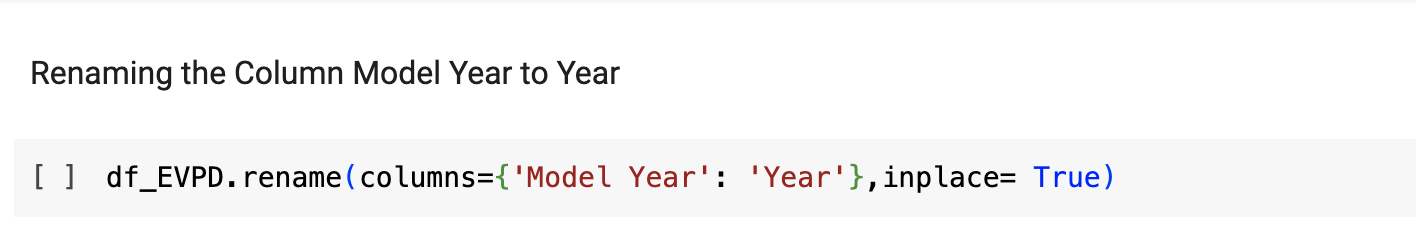 Renaming the Column Model Year to Year
[ ] df_EVPD.rename(columns={'Model Year': 'Year'},inplace= True)